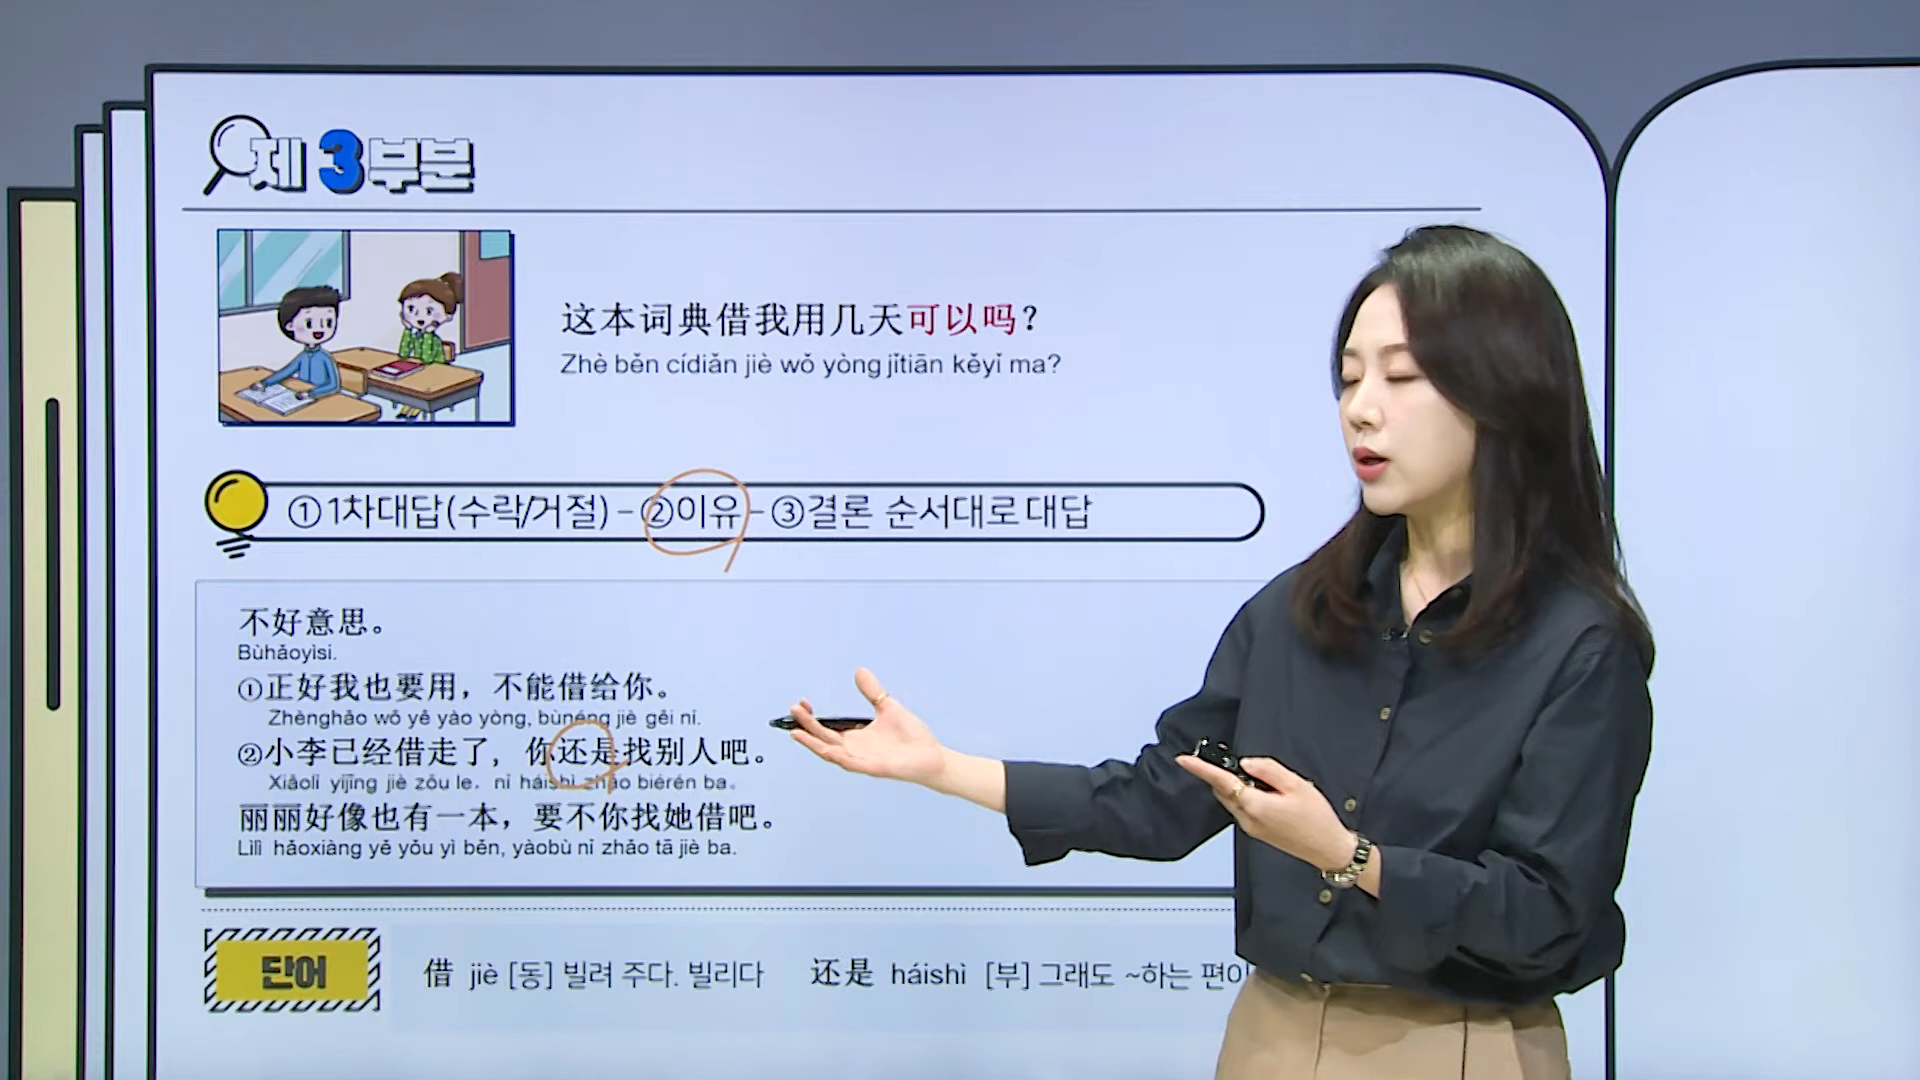 제 3 부분
这本词典借我用几天可以吗?
Zhè běn cídiǎn jiè wǒ yòng jǐtiān kěyǐ ma?
①1차대답(수락/거절) - ②이유 - ③결론 순서대로 대답
不好意思。
Bùhǎoyìsi.
①正好我也要用，不能借给你。
Zhènghǎo wǒ yě yào yòng, bùnéng jiè gěi nǐ.
②小李已经借走了，你还是找别人吧。
Xiǎolǐ yǐjīng jiè zǒu le, nǐ háishì zhǎo biérén ba。
丽丽好像也有一本，要不你找她借吧。
Lìlì hǎoxiàng yě yǒu yì běn, yàobù nǐ zhǎo tā jiè ba.
단어
借 jiè [동] 빌려 주다. 빌리다 还是 háishì [부] 그래도 ~하는 편이